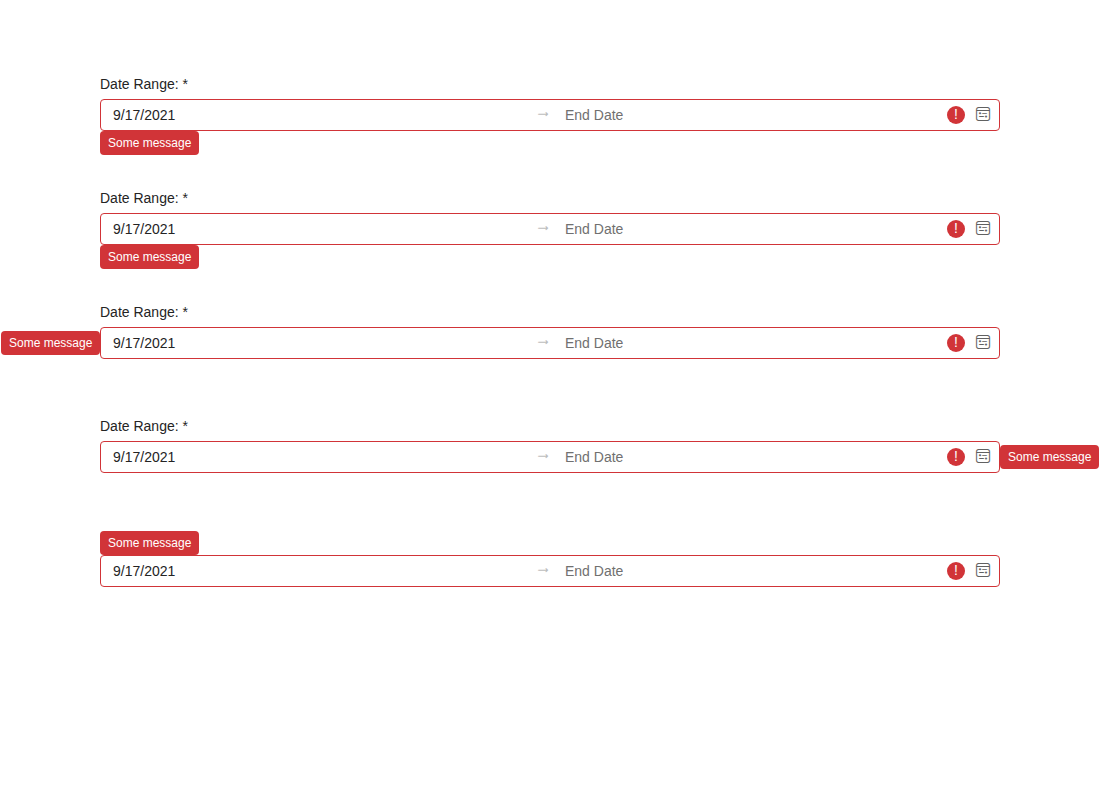 Date Range: *
9/17/2021 → End Date !
Some message
Date Range: *
9/17/2021 → End Date !
Some message
Date Range: *
Some message 9/17/2021 → End Date !
Date Range: *
9/17/2021 → End Date ! Some message
Some message
9/17/2021 → End Date !